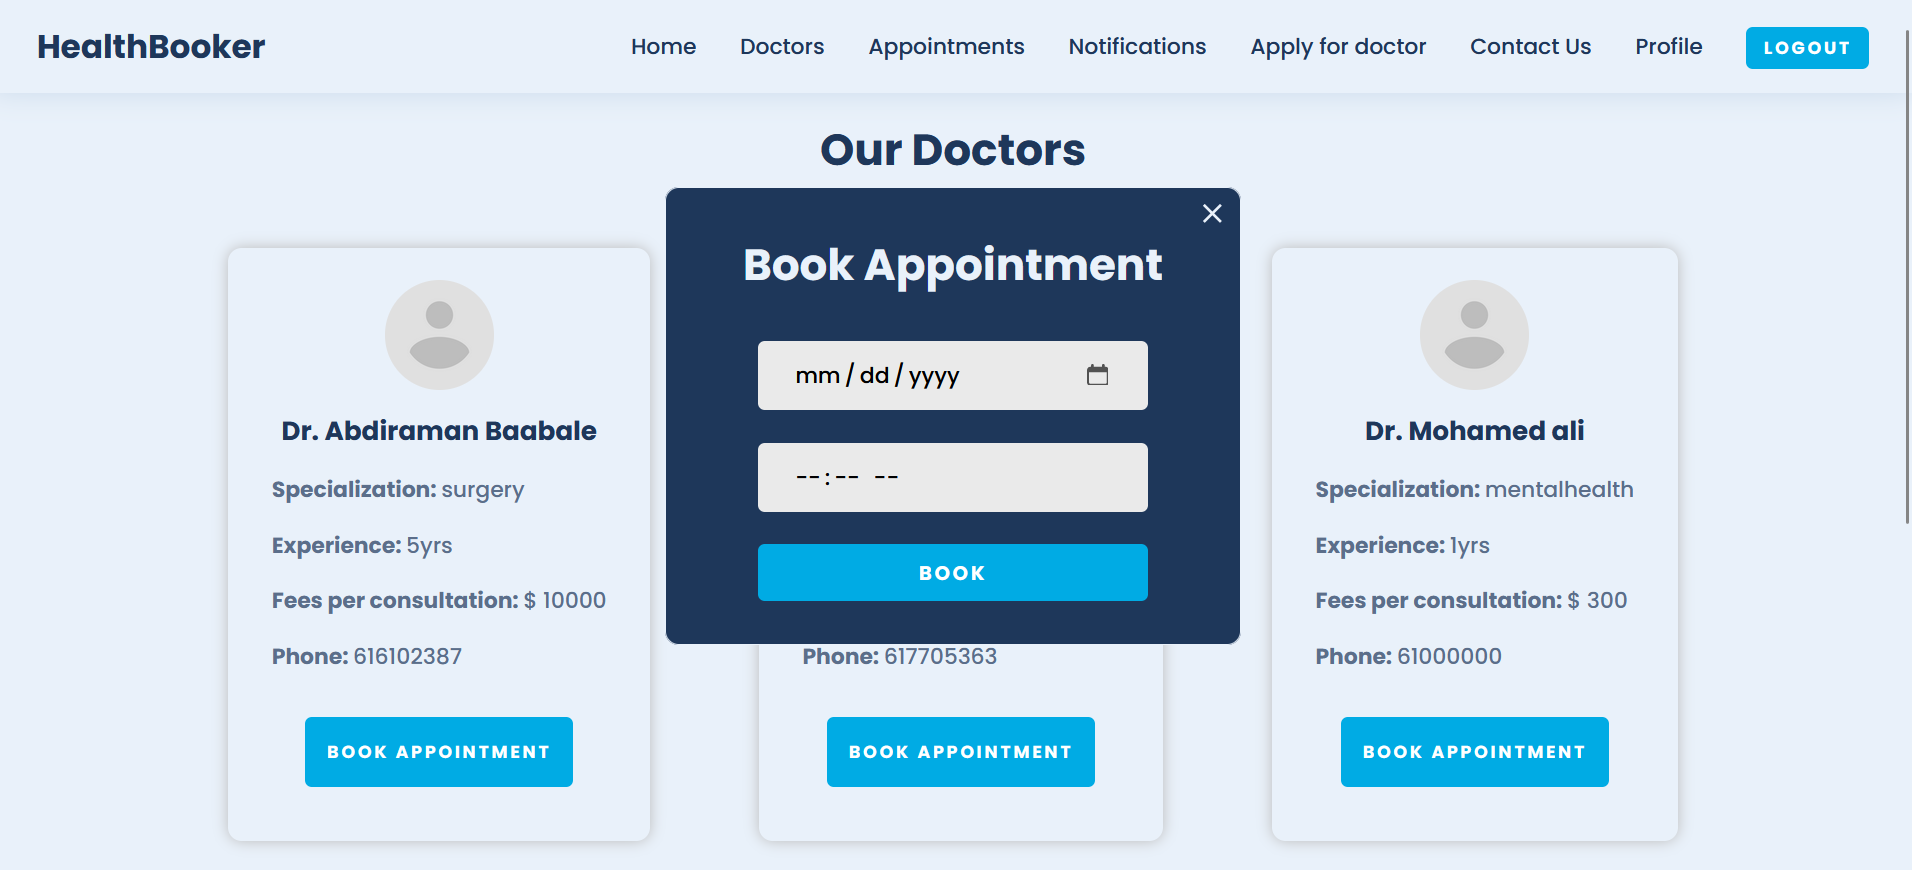 HealthBooker
Home Doctors Appointments Notifications Apply for doctor Contact Us Profile LOGOUT
Our Doctors
Book Appointment
mm/dd/yyyy
--:-- --
BOOK
Dr. Abdiraman Baabale
Specialization: surgery
Experience: 5yrs
Fees per consultation: $ 10000
Phone: 616102387
BOOK APPOINTMENT
Phone: 617705363
BOOK APPOINTMENT
Dr. Mohamed ali
Specialization: mentalhealth
Experience: 1yrs
Fees per consultation: $ 300
Phone: 61000000
BOOK APPOINTMENT